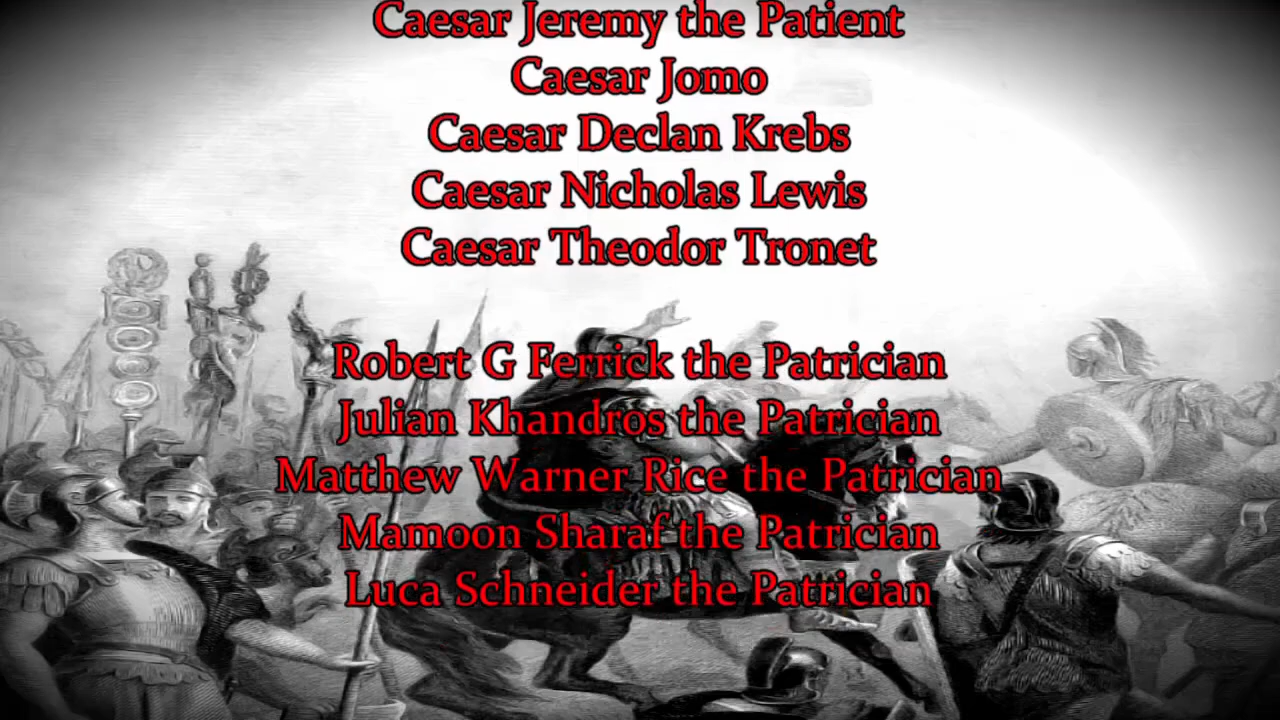 Caesar Jeremy the Patient
Caesar Jomo
Caesar Declan Krebs
Caesar Nicholas Lewis
Caesar Theodor Tronet
Robert G Ferrick the Patrician
Julian Khandros the Patrician
Matthew Warner Rice the Patrician
Mamoon Sharaf the Patrician
Luca Schneider the Patrician